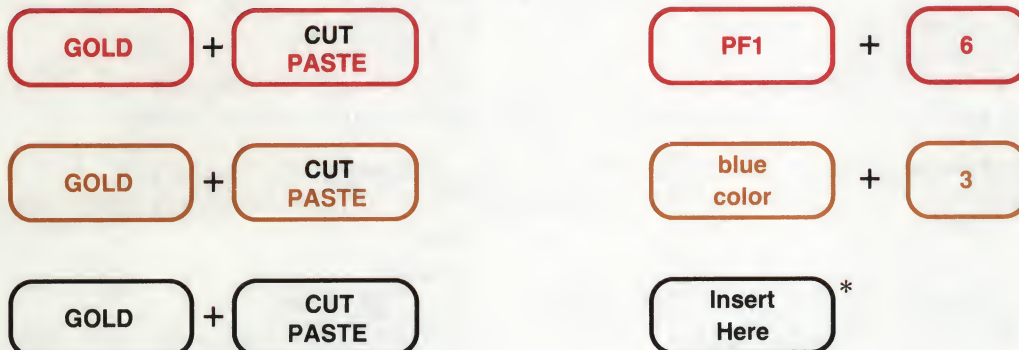 GOLD + CUT PASTE PF1 + 6
GOLD + CUT PASTE blue color + 3
GOLD + CUT PASTE Insert Here *